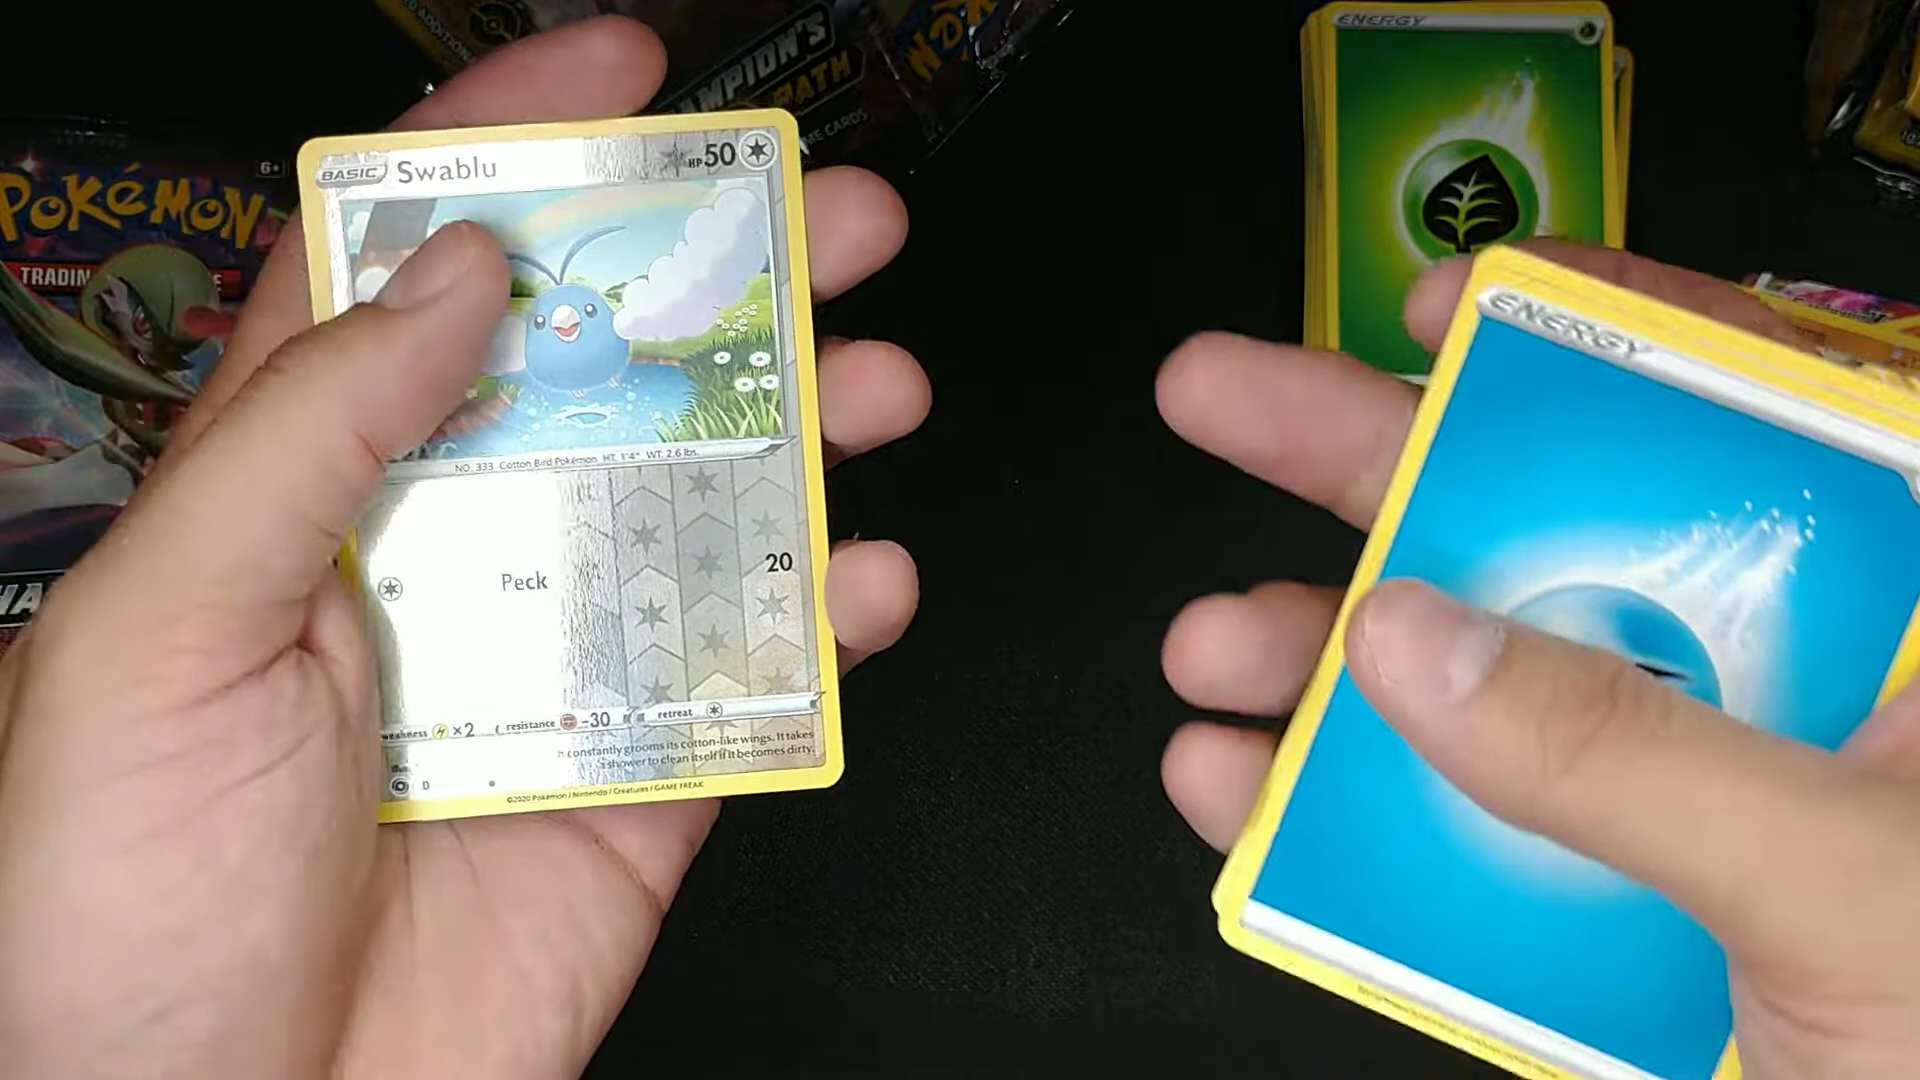 CHAMPION'S
PATH
ME CARDS
6+
POKéMON
TRADIN
BASIC Swablu HP 50
NO. 333 Cotton Bird Pokémon HT: 1'4" WT: 2.6 lbs.
Peck 20
weakness ×2 resistance -30 retreat
It constantly grooms its cotton-like wings. It takes
a shower to clean itself if it becomes dirty.
D
©2020 Pokémon / Nintendo / Creatures / GAME FREAK
ENERGY
ENERGY